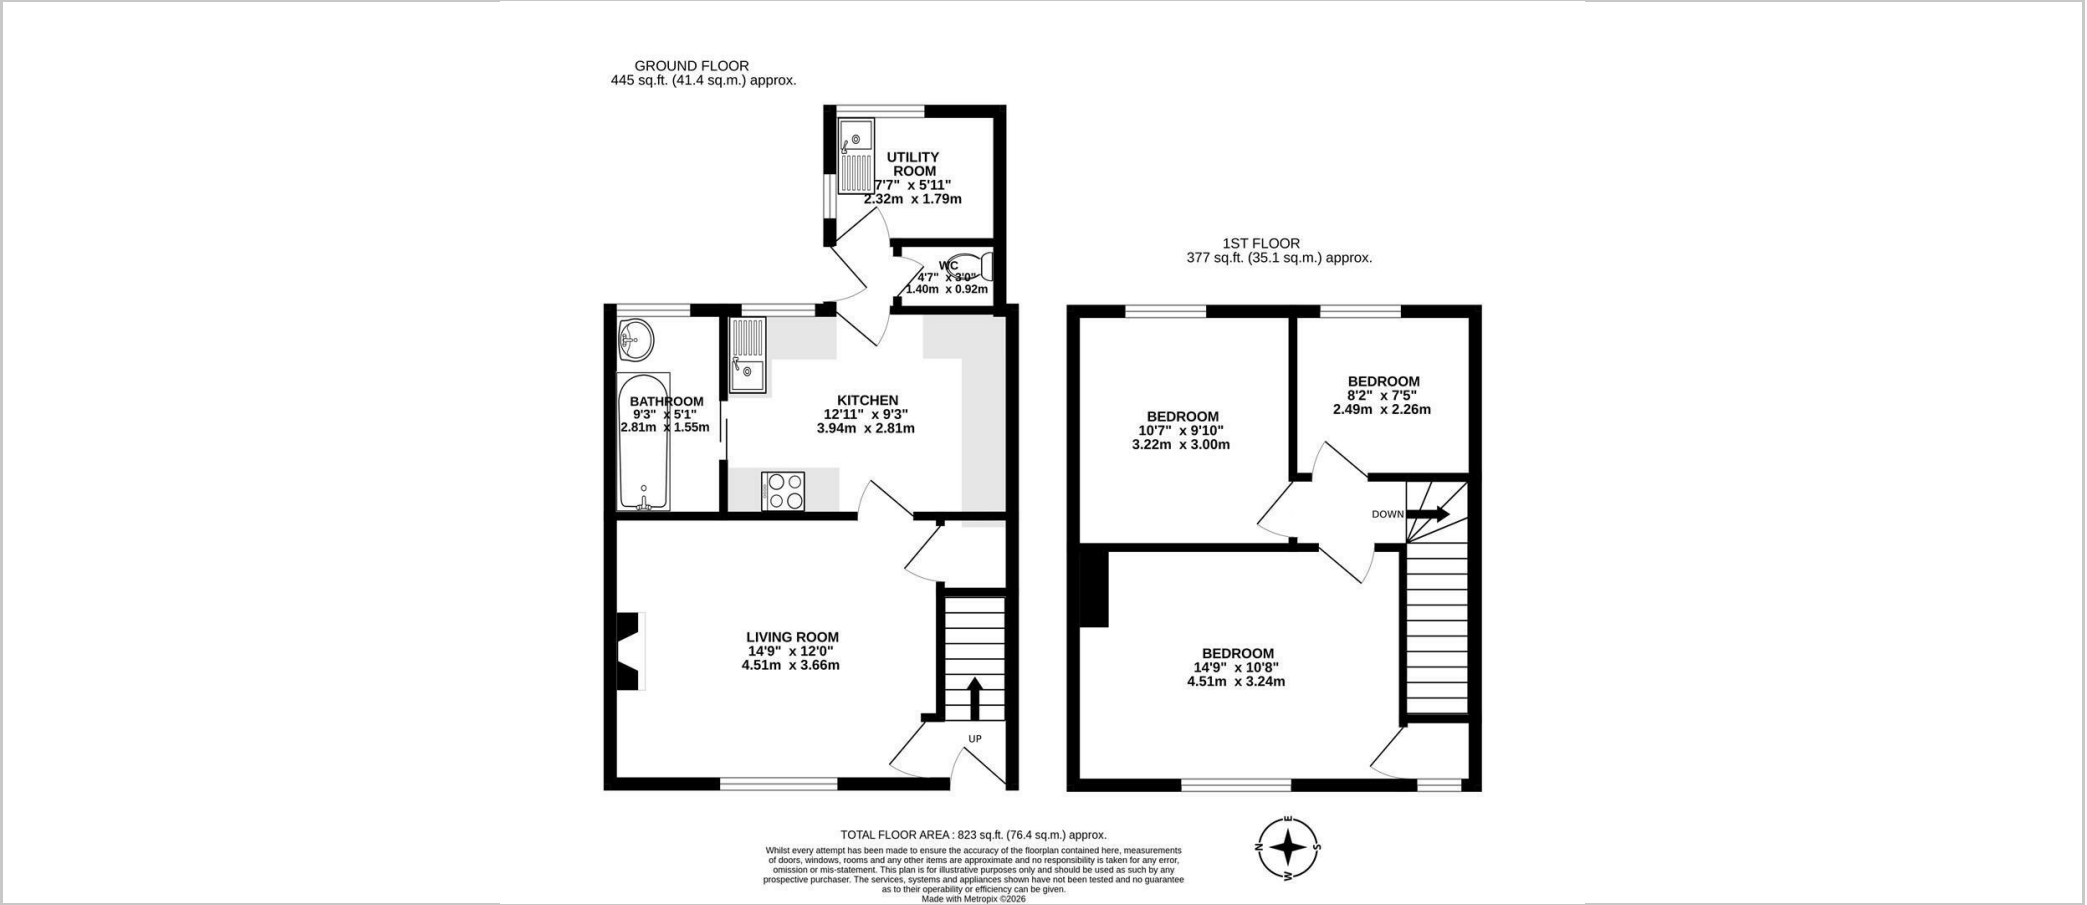 GROUND FLOOR
445 sq.ft. (41.4 sq.m.) approx.
UTILITY
ROOM
7'7" x 5'11"
2.32m x 1.79m
WC
4'7" x 3'0"
1.40m x 0.92m
BATHROOM
9'3" x 5'1"
2.81m x 1.55m
KITCHEN
12'11" x 9'3"
3.94m x 2.81m
LIVING ROOM
14'9" x 12'0"
4.51m x 3.66m
UP
1ST FLOOR
377 sq.ft. (35.1 sq.m.) approx.
BEDROOM
10'7" x 9'10"
3.22m x 3.00m
BEDROOM
8'2" x 7'5"
2.49m x 2.26m
DOWN
BEDROOM
14'9" x 10'8"
4.51m x 3.24m
TOTAL FLOOR AREA : 823 sq.ft. (76.4 sq.m.) approx.
Whilst every attempt has been made to ensure the accuracy of the floorplan contained here, measurements
of doors, windows, rooms and any other items are approximate and no responsibility is taken for any error,
omission or mis-statement. This plan is for illustrative purposes only and should be used as such by any
prospective purchaser. The services, systems and appliances shown have not been tested and no guarantee
as to their operability or efficiency can be given.
Made with Metropix ©2026
E
N
S
W